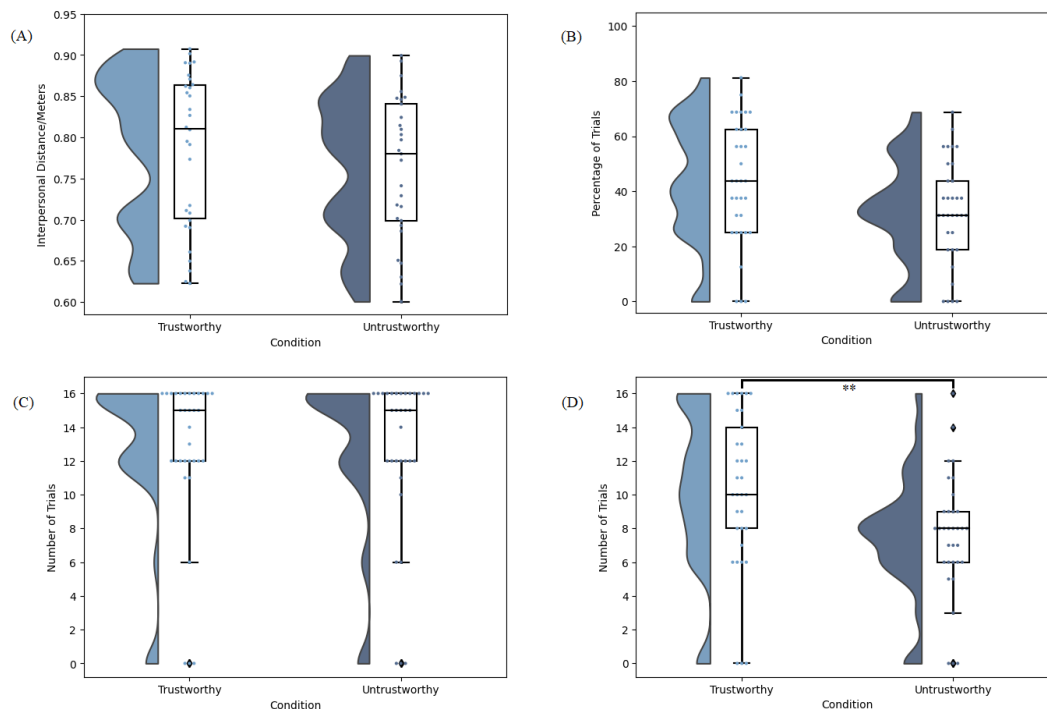 (A)
0.95
0.90
0.85
0.80
0.75
0.70
0.65
0.60
Interpersonal Distance/Meters
Trustworthy Untrustworthy
Condition
(B)
100
80
60
40
20
0
Percentage of Trials
Trustworthy Untrustworthy
Condition
(C)
16
14
12
10
8
6
4
2
0
Number of Trials
Trustworthy Untrustworthy
Condition
(D)
**
16
14
12
10
8
6
4
2
0
Number of Trials
Trustworthy Untrustworthy
Condition